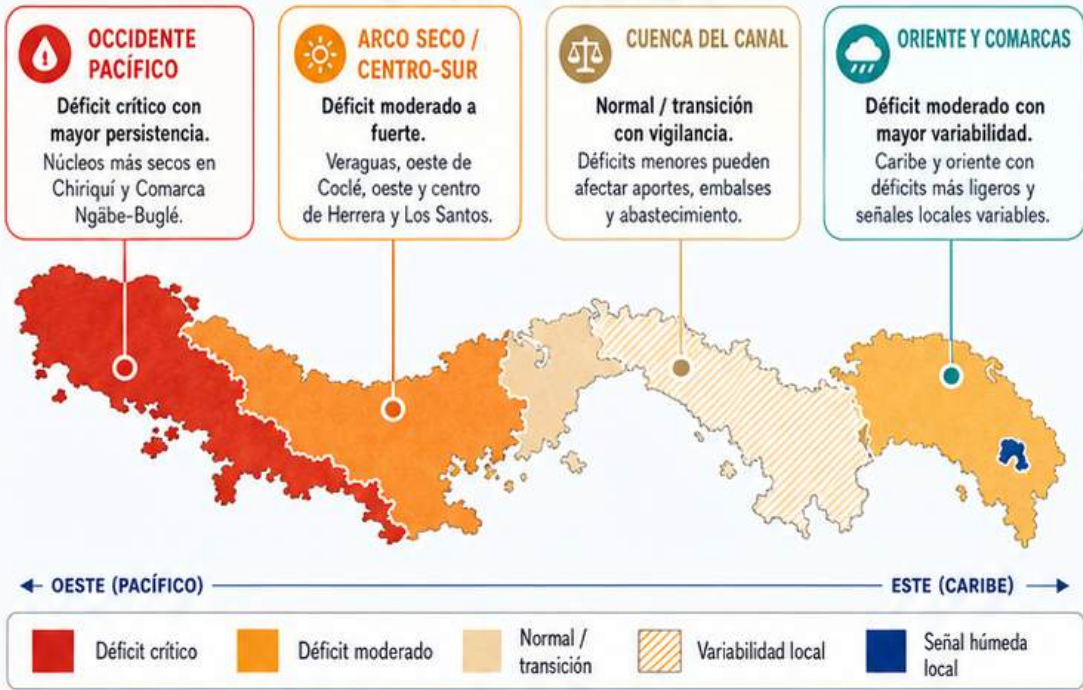 OCCIDENTE
PACÍFICO
Déficit crítico con
mayor persistencia.
Núcleos más secos en
Chiriquí y Comarca
Ngäbe-Buglé.
ARCO SECO /
CENTRO-SUR
Déficit moderado a
fuerte.
Veraguas, oeste de
Coclé, oeste y centro
de Herrera y Los Santos.
CUENCA DEL CANAL
Normal / transición
con vigilancia.
Déficits menores pueden
afectar aportes, embalses
y abastecimiento.
ORIENTE Y COMARCAS
Déficit moderado con
mayor variabilidad.
Caribe y oriente con
déficits más ligeros y
señales locales variables.
OESTE (PACÍFICO)
ESTE (CARIBE)
Déficit crítico
Déficit moderado
Normal /
transición
Variabilidad local
Señal húmeda
local